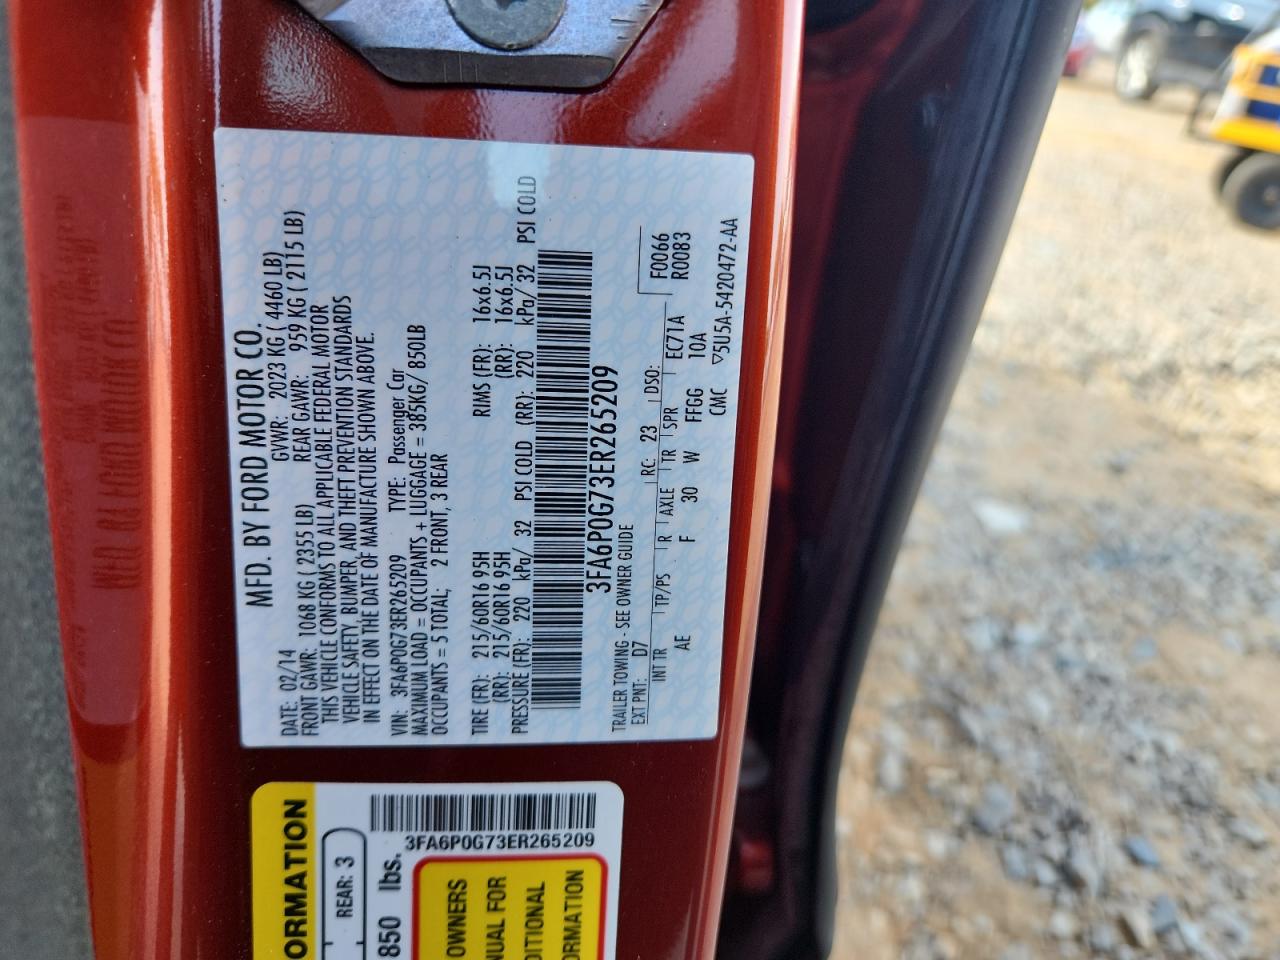 MFD. BY FORD MOTOR CO.
DATE: 02/14 GVWR: 2023 KG ( 4460 LB)
FRONT GAWR: 1068 KG ( 2355 LB) REAR GAWR: 959 KG ( 2115 LB)
THIS VEHICLE CONFORMS TO ALL APPLICABLE FEDERAL MOTOR
VEHICLE SAFETY, BUMPER, AND THEFT PREVENTION STANDARDS
IN EFFECT ON THE DATE OF MANUFACTURE SHOWN ABOVE.
VIN: 3FA6P0G73ER265209 TYPE: Passenger Car
MAXIMUM LOAD = OCCUPANTS + LUGGAGE = 385KG/ 850LB
OCCUPANTS = 5 TOTAL; 2 FRONT, 3 REAR
TIRE (FR): 215/60R16 95H RIMS (FR): 16x6.5J
(RR): 215/60R16 95H (RR): 16x6.5J
PRESSURE (FR): 220 kPa/ 32 PSI COLD (RR): 220 kPa/ 32 PSI COLD
3FA6P0G73ER265209
TRAILER TOWING - SEE OWNER GUIDE F0066
EXT PNT: D7 RC: 23 DSO: R0083
INT TR TP/PS R AXLE TR SPR EC71A
AE F 30 W FFGG 10A
CMC ▽5U5A-5420472-AA
ORMATION
REAR: 3
850 lbs.
3FA6P0G73ER265209
OWNERS
NUAL FOR
DITIONAL
ORMATION